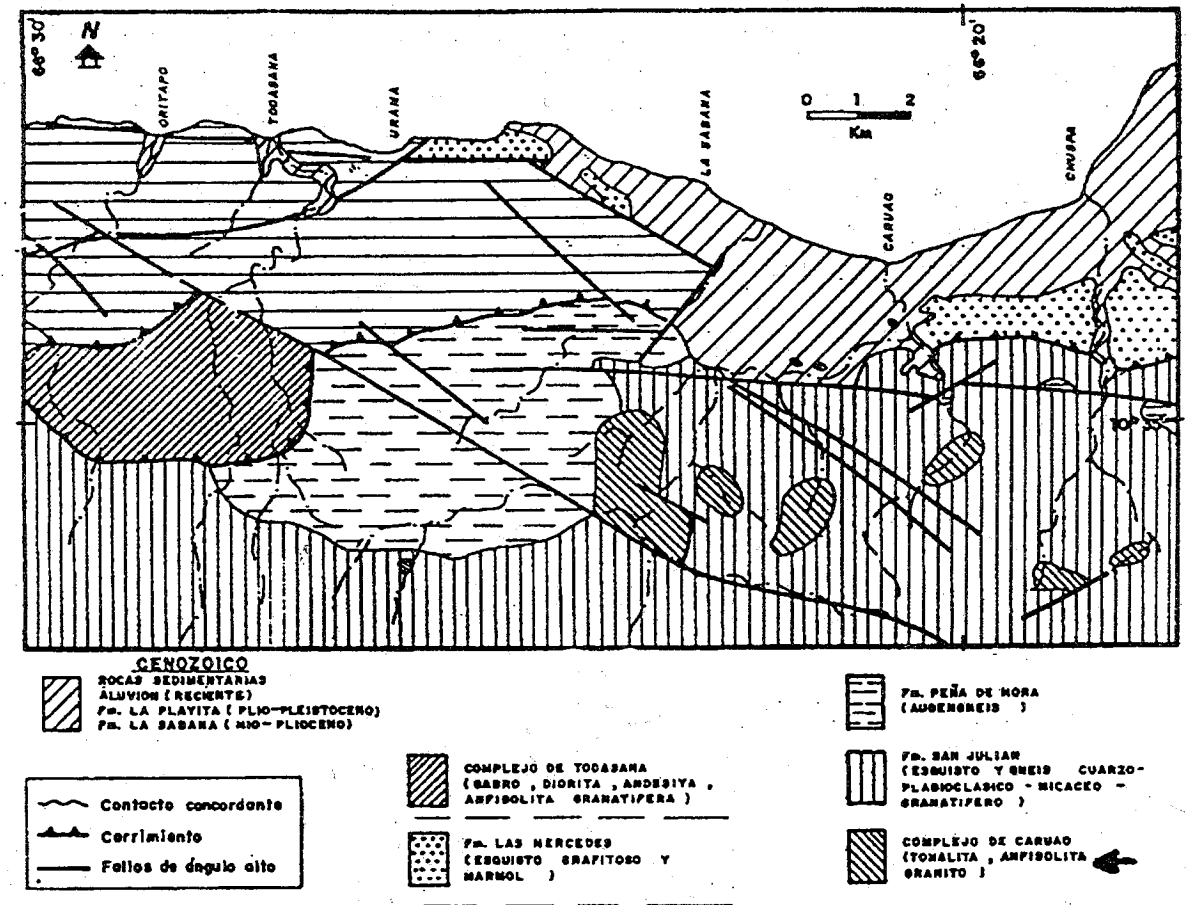 66° 30'
N
ORITAPO
TODASANA
URAMA
LA SABANA
0 1 2
Km
66° 20'
CARUAO
CHUSPA
10°
CENOZOICO
ROCAS SEDIMENTARIAS
ALUVION (RECIENTE)
Fm. LA PLAYITA (PLIO-PLEISTOCENO)
Fm. LA SABANA (MIO-PLIOCENO)
Contacto concordante
Corrimiento
Fallas de ángulo alto
COMPLEJO DE TODASANA
(GABRO, DIORITA, ANDESIYA,
ANFIBOLITA GRANATIFERA)
Fm. LAS MERCEDES
(ESQUISTO GRAFITOSO Y
MARMOL)
Fm. PEÑA DE MORA
(AUGENGNEIS)
Fm. SAN JULIAN
(ESQUISTO Y GNEIS CUARZO-
PLAGIOCLASICO - MICACEO -
GRANATIFERO)
COMPLEJO DE CARUAO
(TONALITA, ANFIBOLITA
GRANITO)